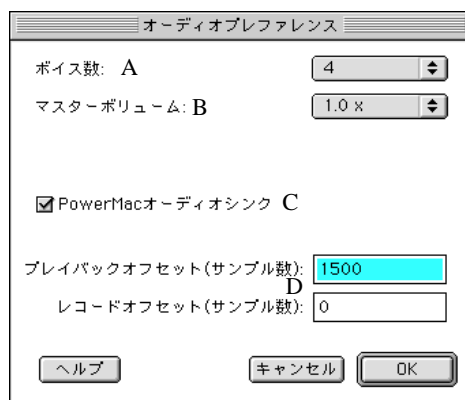 オーディオプレファレンス
ボイス数: A 4
マスターボリューム: B 1.0 x
PowerMacオーディオシンク C
プレイバックオフセット(サンプル数): 1500
D
レコードオフセット(サンプル数): 0
ヘルプ キャンセル OK